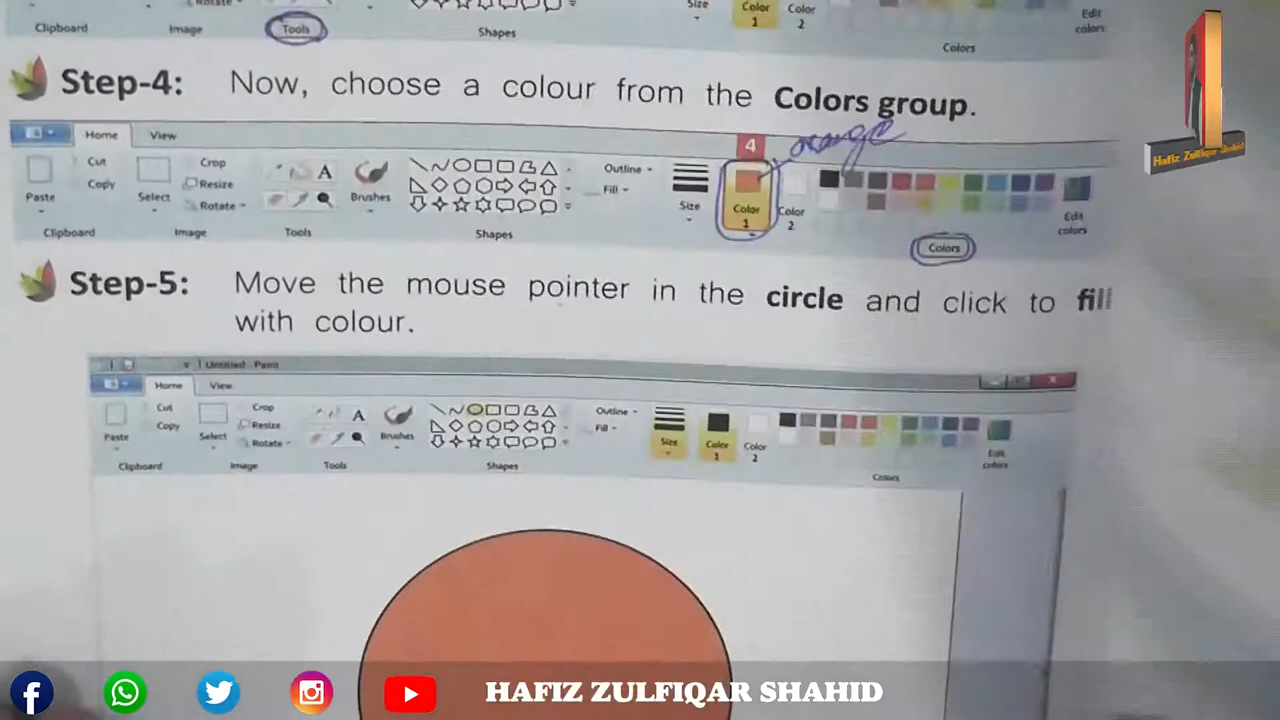 Rotate
Size
Color
1
Color
2
Edit
colors
Clipboard
Image
Tools
Shapes
Colors
Step-4: Now, choose a colour from the Colors group.
4 orange
Home View
Cut
Copy
Paste
Crop
Resize
Rotate
Select
A
Brushes
Outline
Fill
Size
Color
1
Color
2
Edit
colors
Clipboard
Image
Tools
Shapes
Colors
Step-5: Move the mouse pointer in the circle and click to fill
with colour.
Untitled Paint
Home View
Cut
Copy
Paste
Crop
Resize
Rotate
Select
A
Brushes
Outline
Fill
Size
Color
1
Color
2
Edit
colors
Clipboard
Image
Tools
Shapes
Colors
Hafiz Zulfiqar Shahid
HAFIZ ZULFIQAR SHAHID